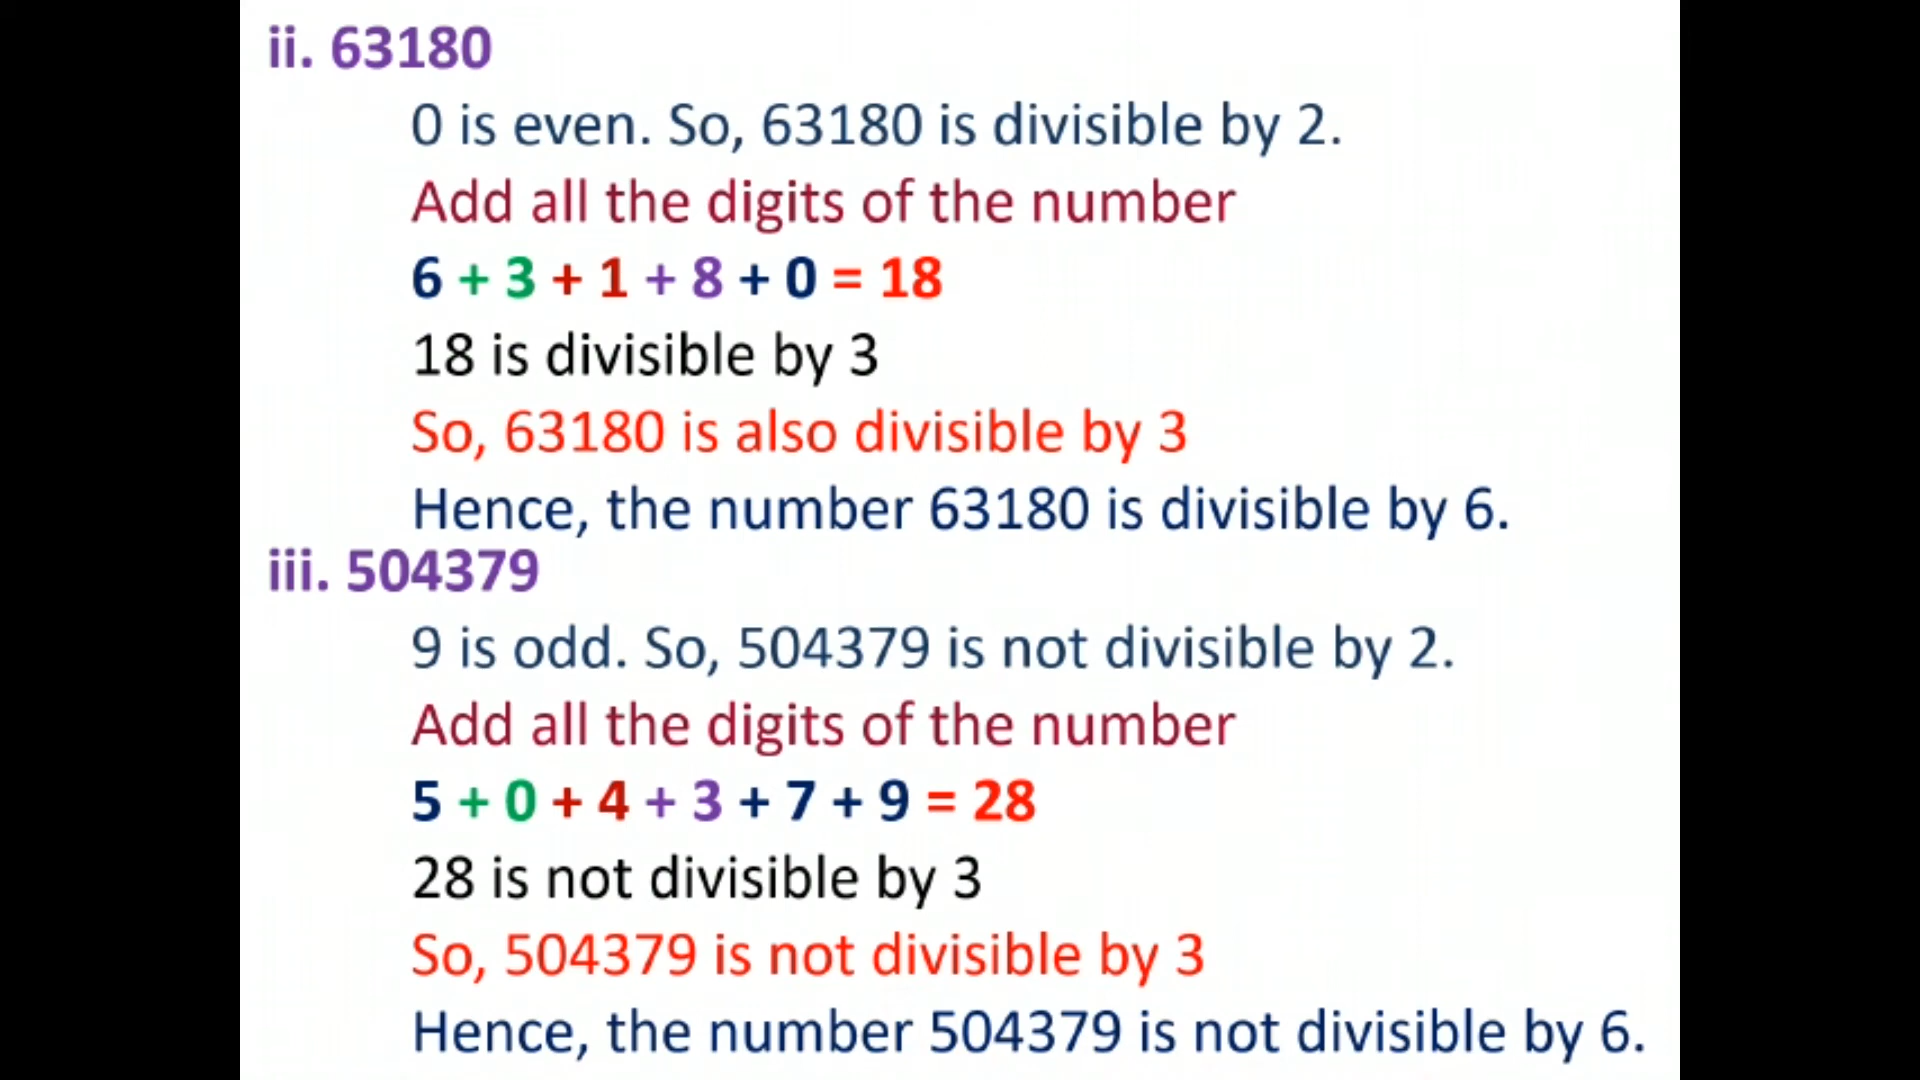 ii. 63180
0 is even. So, 63180 is divisible by 2.
Add all the digits of the number
6 + 3 + 1 + 8 + 0 = 18
18 is divisible by 3
So, 63180 is also divisible by 3
Hence, the number 63180 is divisible by 6.
iii. 504379
9 is odd. So, 504379 is not divisible by 2.
Add all the digits of the number
5 + 0 + 4 + 3 + 7 + 9 = 28
28 is not divisible by 3
So, 504379 is not divisible by 3
Hence, the number 504379 is not divisible by 6.